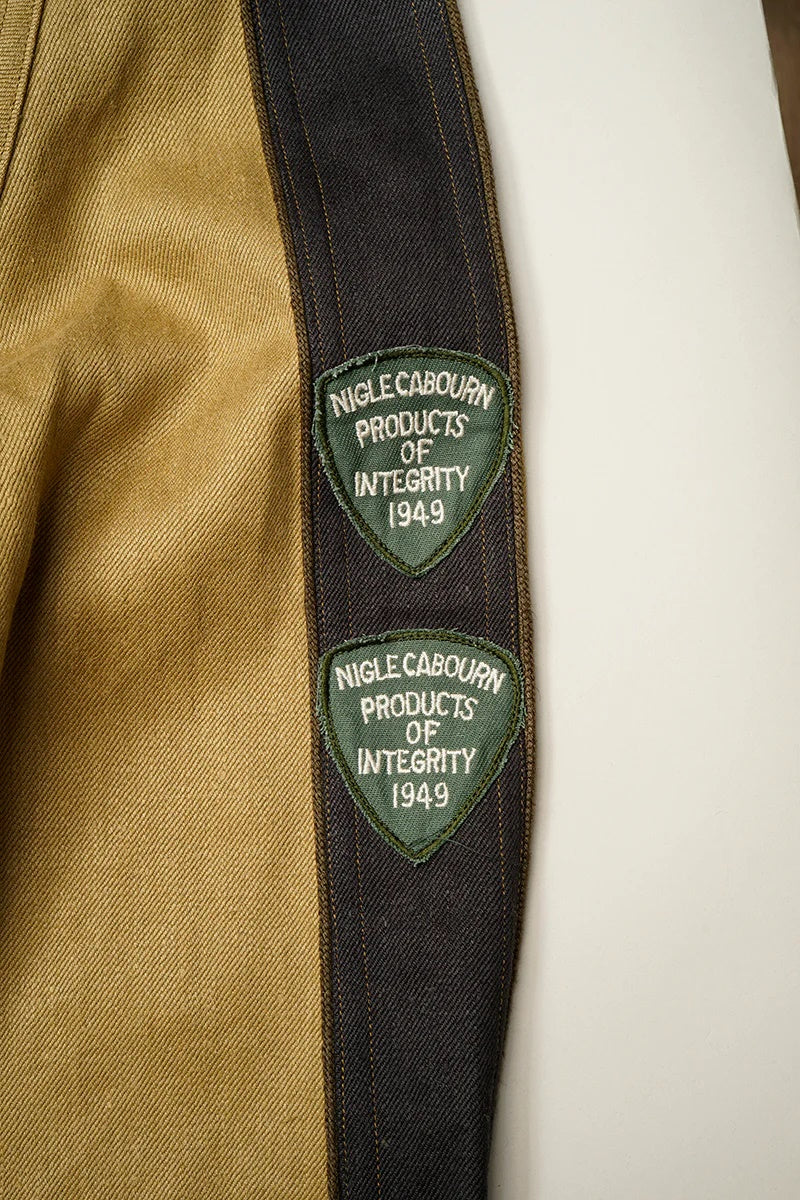 NIGLE CABOURN
PRODUCTS
OF
INTEGRITY
1949
NIGLE CABOURN
PRODUCTS
OF
INTEGRITY
1949